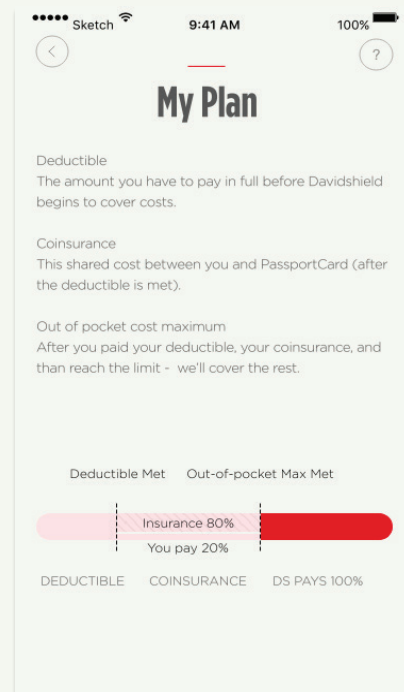 Sketch 9:41 AM 100%
?
My Plan
Deductible
The amount you have to pay in full before Davidshield
begins to cover costs.
Coinsurance
This shared cost between you and PassportCard (after
the deductible is met).
Out of pocket cost maximum
After you paid your deductible, your coinsurance, and
than reach the limit - we'll cover the rest.
Deductible Met Out-of-pocket Max Met
Insurance 80%
You pay 20%
DEDUCTIBLE COINSURANCE DS PAYS 100%